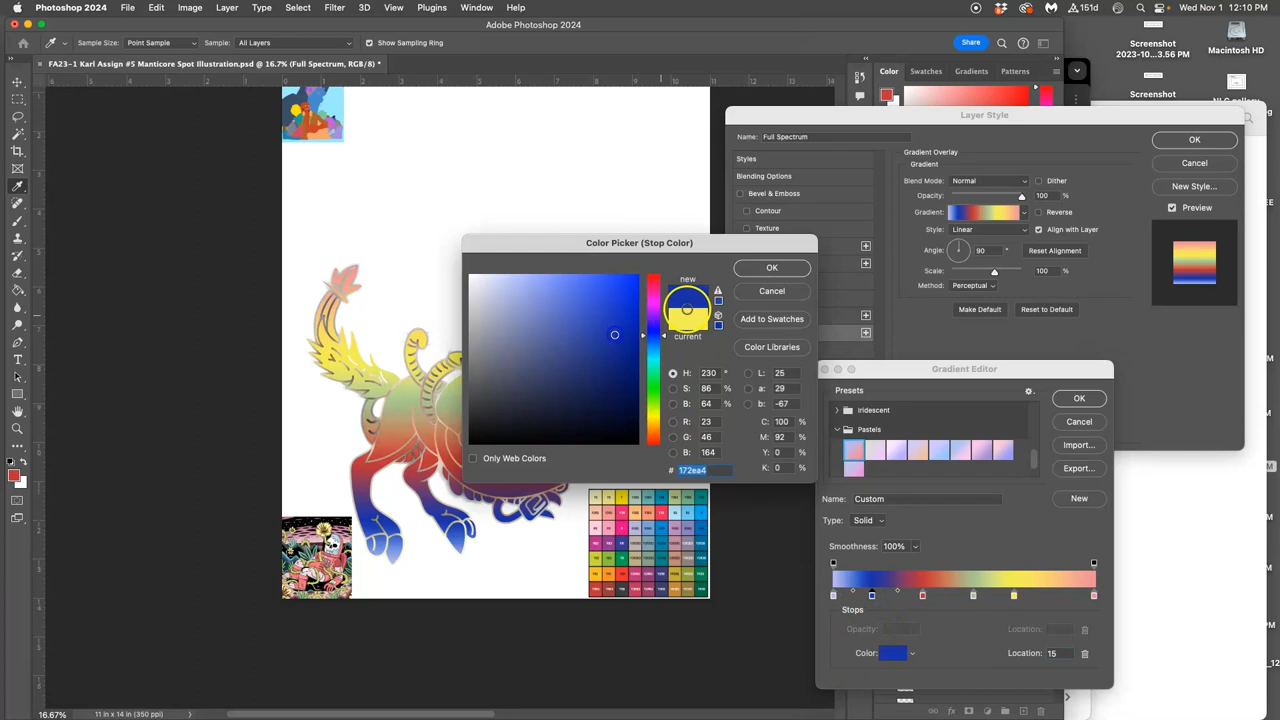 Photoshop 2024 File Edit Image Layer Type Select Filter 3D View Plugins Window Help
Wed Nov 1 12:10 PM
Adobe Photoshop 2024
Sample Size: Point Sample Sample: All Layers Show Sampling Ring
Share
FA23-1 Karl Assign #5 Manticore Spot Illustration.psd @ 16.7% (Full Spectrum, RGB/8) *
Color Swatches Gradients Patterns
Screenshot
2023-10...3.56 PM
Macintosh HD
Screenshot
Layer Style
Name: Full Spectrum
Styles
Blending Options
Bevel & Emboss
Contour
Texture
Gradient Overlay
Gradient
Blend Mode: Normal Dither
Opacity: 100 %
Gradient: Reverse
Style: Linear Align with Layer
Angle: 90 ° Reset Alignment
Scale: 100 %
Method: Perceptual
Make Default Reset to Default
OK
Cancel
New Style...
Preview
Color Picker (Stop Color)
new
current
OK
Cancel
Add to Swatches
Color Libraries
H: 230 ° L: 25
S: 86 % a: 29
B: 64 % b: -67
R: 23 C: 100 %
G: 46 M: 92 %
B: 164 Y: 0 %
# 172ea4 K: 0 %
Only Web Colors
Gradient Editor
Presets
Iridescent
Pastels
OK
Cancel
Import...
Export...
Name: Custom New
Type: Solid
Smoothness: 100%
Stops
Opacity: Location:
Color: Location: 15
16.67% 11 in x 14 in (350 ppi)